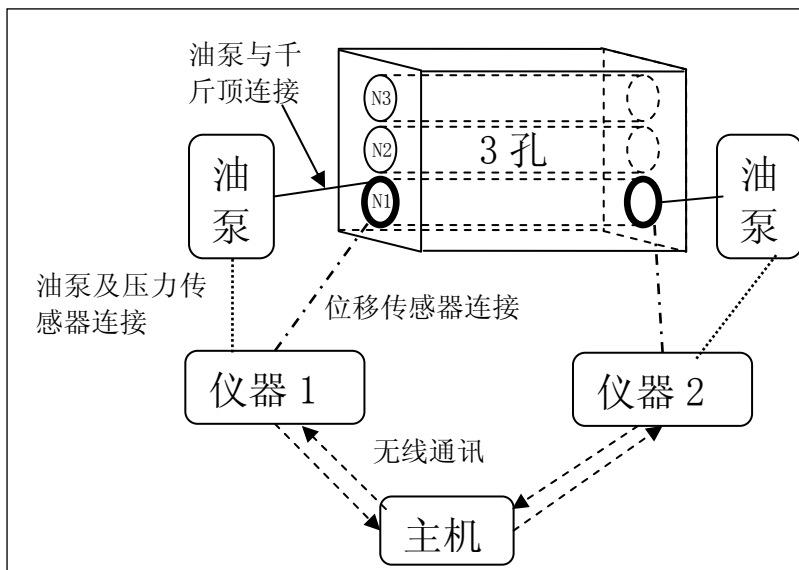 油泵与千
斤顶连接
N3
N2
3 孔
N1
油
泵
油
泵
油泵及压力传
感器连接
位移传感器连接
仪器 1
仪器 2
无线通讯
主机